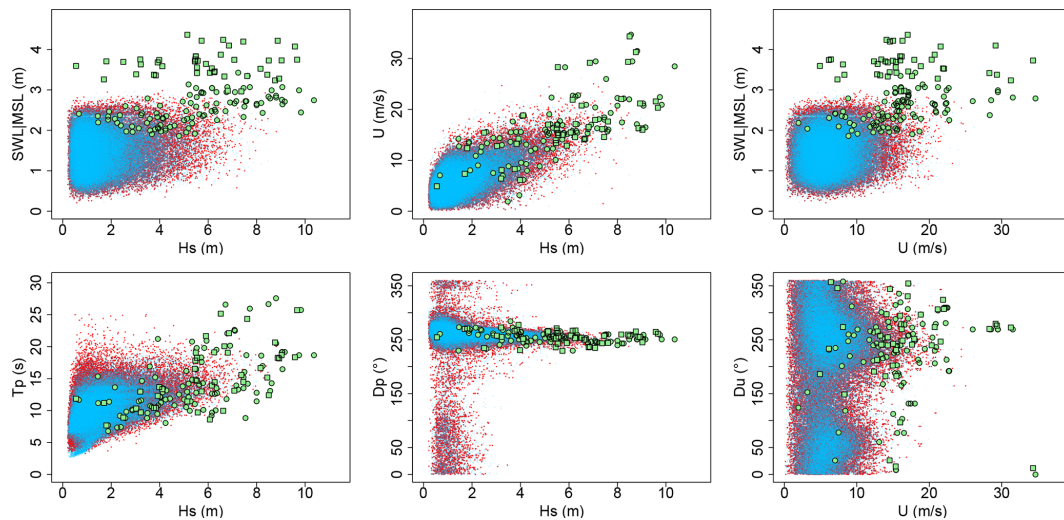 SWL|MSL (m)
0 1 2 3 4
0 2 4 6 8 10
Hs (m)
U (m/s)
0 10 20 30
0 2 4 6 8 10
Hs (m)
SWL|MSL (m)
0 1 2 3 4
0 10 20 30
U (m/s)
Tp (s)
0 5 10 15 20 25 30
0 2 4 6 8 10
Hs (m)
Dp (°)
0 50 150 250 350
0 2 4 6 8 10
Hs (m)
Du (°)
0 50 150 250 350
0 10 20 30
U (m/s)